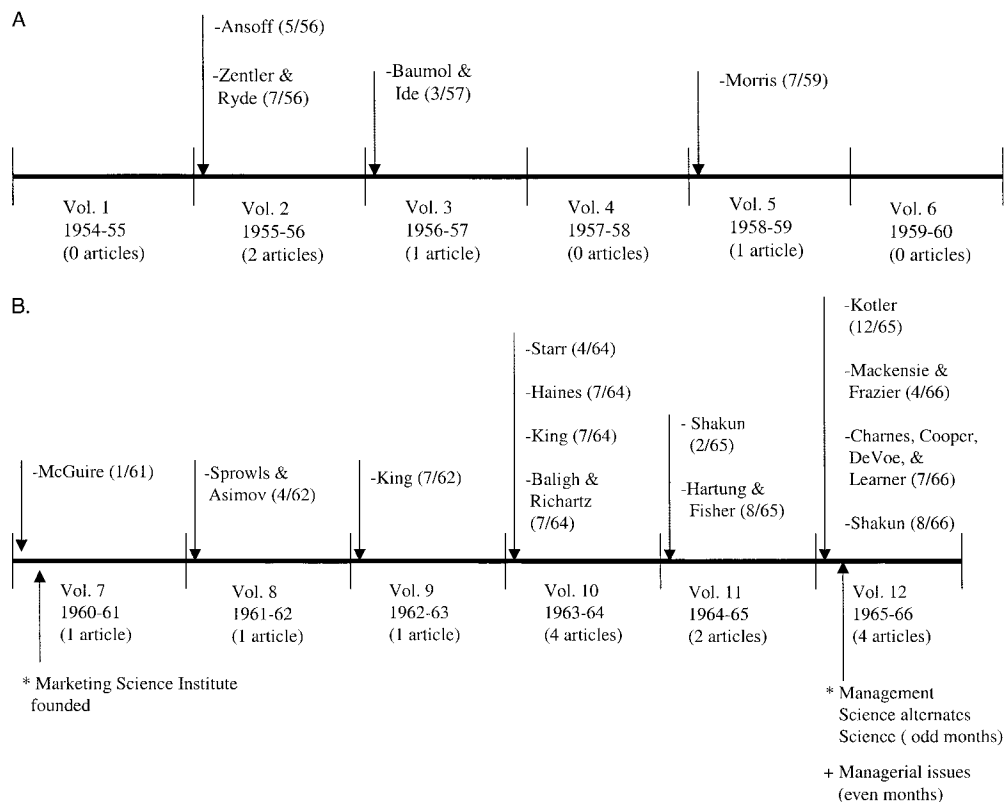 A
-Ansoff (5/56)
-Zentler &
Ryde (7/56)
-Baumol &
Ide (3/57)
-Morris (7/59)
Vol. 1
1954-55
(0 articles)
Vol. 2
1955-56
(2 articles)
Vol. 3
1956-57
(1 article)
Vol. 4
1957-58
(0 articles)
Vol. 5
1958-59
(1 article)
Vol. 6
1959-60
(0 articles)
B.
-McGuire (1/61)
-Sprowls &
Asimov (4/62)
-King (7/62)
-Starr (4/64)
-Haines (7/64)
-King (7/64)
-Baligh &
Richartz
(7/64)
- Shakun
(2/65)
-Hartung &
Fisher (8/65)
-Kotler
(12/65)
-Mackensie &
Frazier (4/66)
-Charnes, Cooper,
DeVoe, &
Learner
(7/66)
-Shakun (8/66)
Vol. 7
1960-61
(1 article)
Vol. 8
1961-62
(1 article)
Vol. 9
1962-63
(1 article)
Vol. 10
1963-64
(4 articles)
Vol. 11
1964-65
(2 articles)
Vol. 12
1965-66
(4 articles)
* Marketing Science Institute
founded
* Management
Science alternates
Science ( odd months)
+ Managerial issues
(even months)